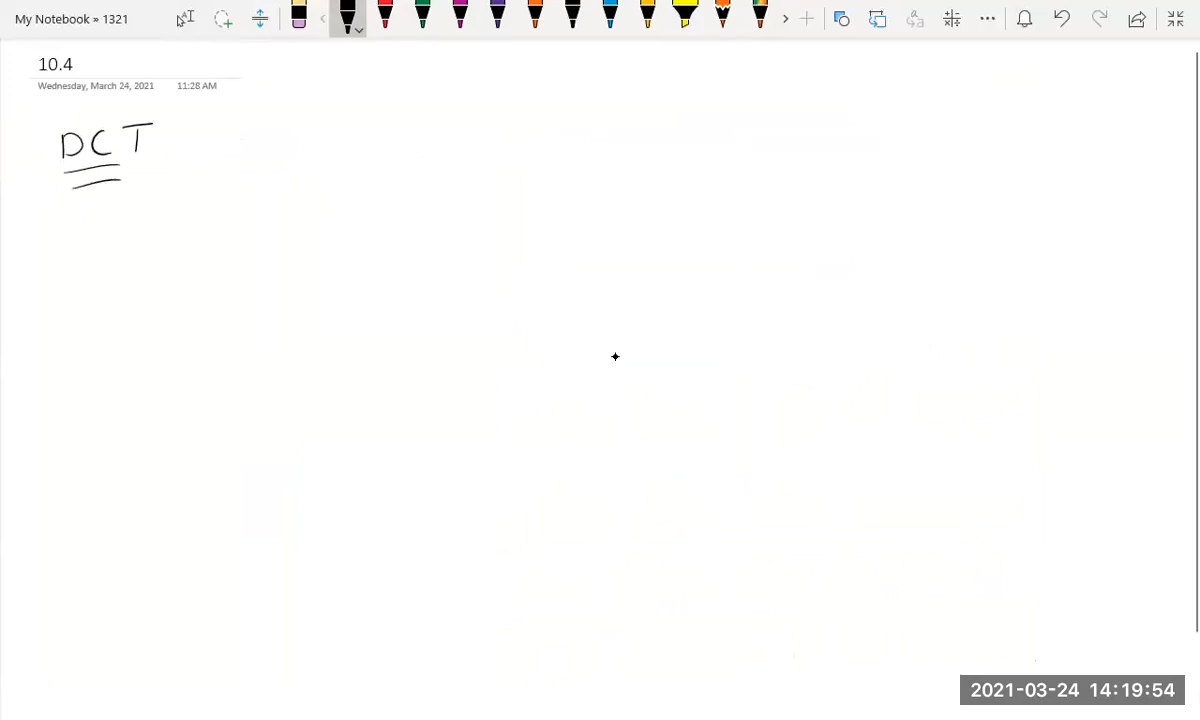 My Notebook » 1321
10.4
Wednesday, March 24, 2021 11:28 AM
DCT
2021-03-24 14:19:54